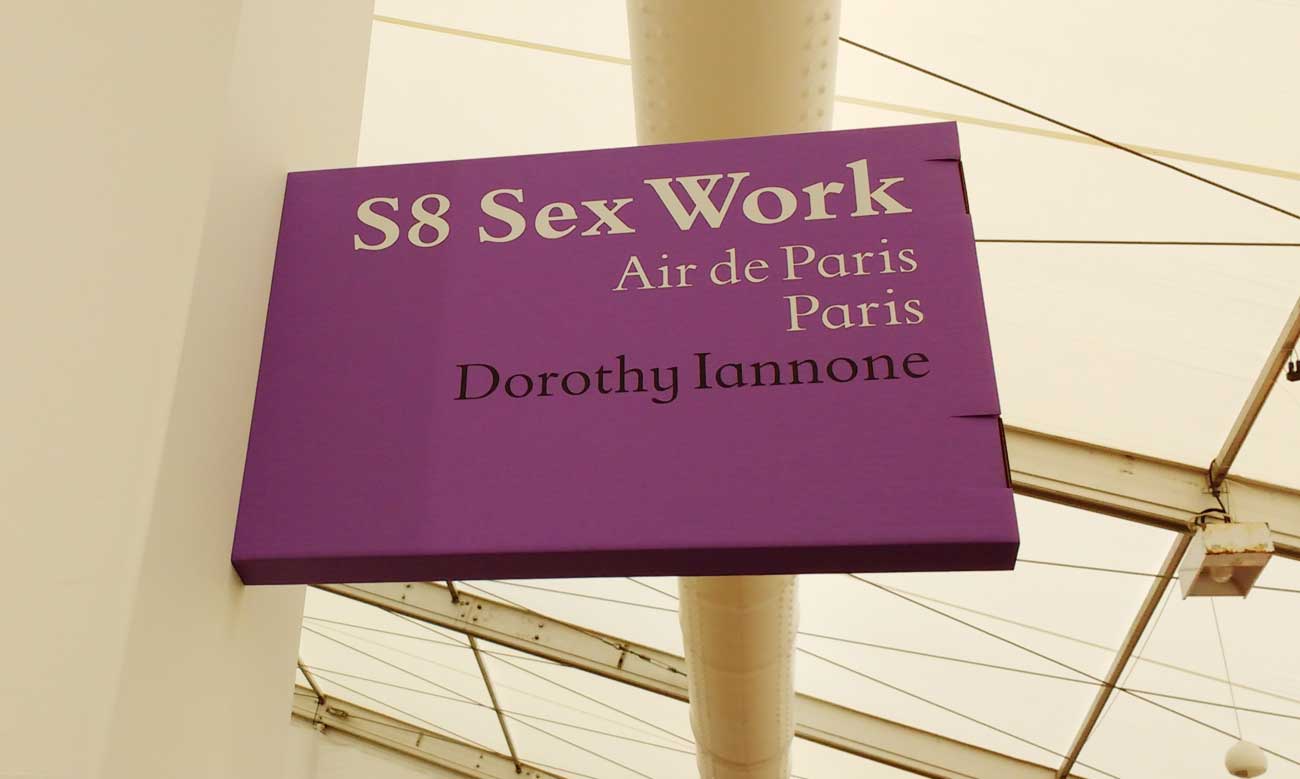 S8 Sex Work
Air de Paris
Paris
Dorothy Iannone